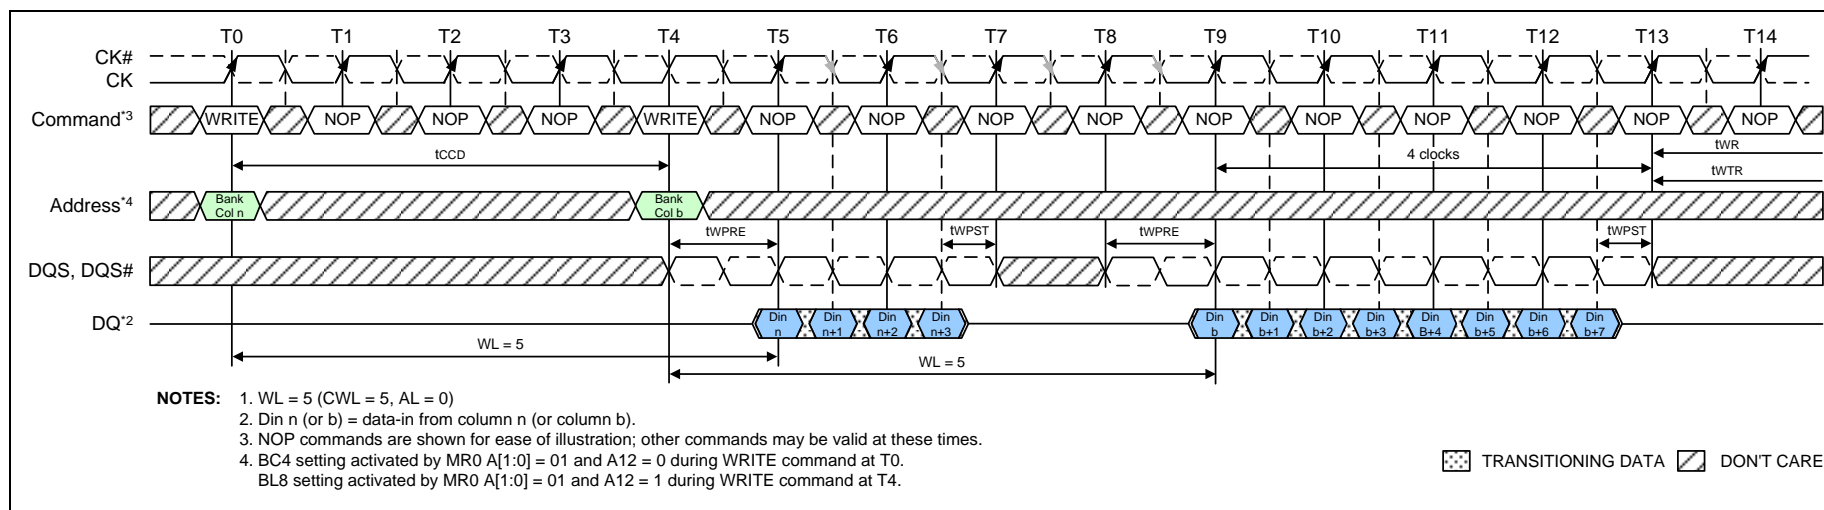 T0 T1 T2 T3 T4 T5 T6 T7 T8 T9 T10 T11 T12 T13 T14
CK#
CK
Command*3 WRITE NOP NOP NOP WRITE NOP NOP NOP NOP NOP NOP NOP NOP NOP NOP
tWR
tCCD 4 clocks
tWTR
Address*4 Bank Col n Bank Col b
tWPRE tWPST tWPRE tWPST
DQS, DQS#
DQ*2 Din n Din n+1 Din n+2 Din n+3 Din b Din b+1 Din b+2 Din b+3 Din B+4 Din b+5 Din b+6 Din b+7
WL = 5
WL = 5
NOTES: 1. WL = 5 (CWL = 5, AL = 0)
2. Din n (or b) = data-in from column n (or column b).
3. NOP commands are shown for ease of illustration; other commands may be valid at these times.
4. BC4 setting activated by MR0 A[1:0] = 01 and A12 = 0 during WRITE command at T0.
BL8 setting activated by MR0 A[1:0] = 01 and A12 = 1 during WRITE command at T4.
TRANSITIONING DATA DON'T CARE